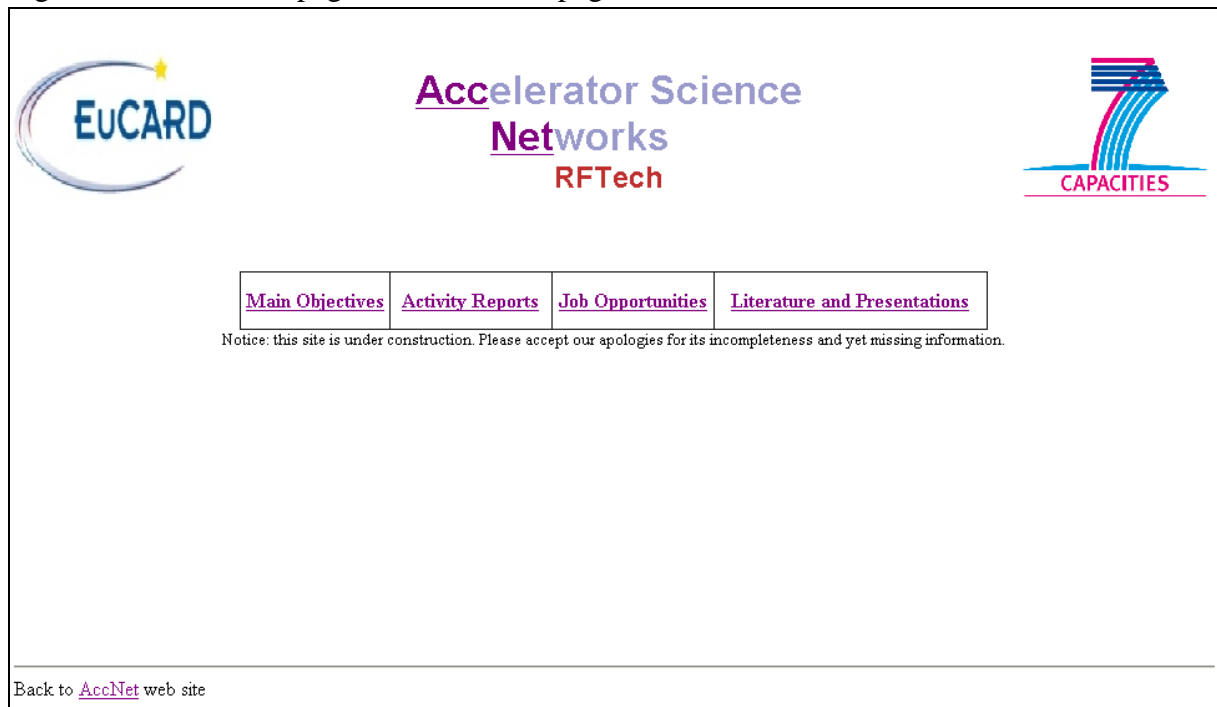 EuCARD
Accelerator Science
Networks
RFTech
7
CAPACITIES
Main Objectives Activity Reports Job Opportunities Literature and Presentations
Notice: this site is under construction. Please accept our apologies for its incompleteness and yet missing information.
Back to AccNet web site